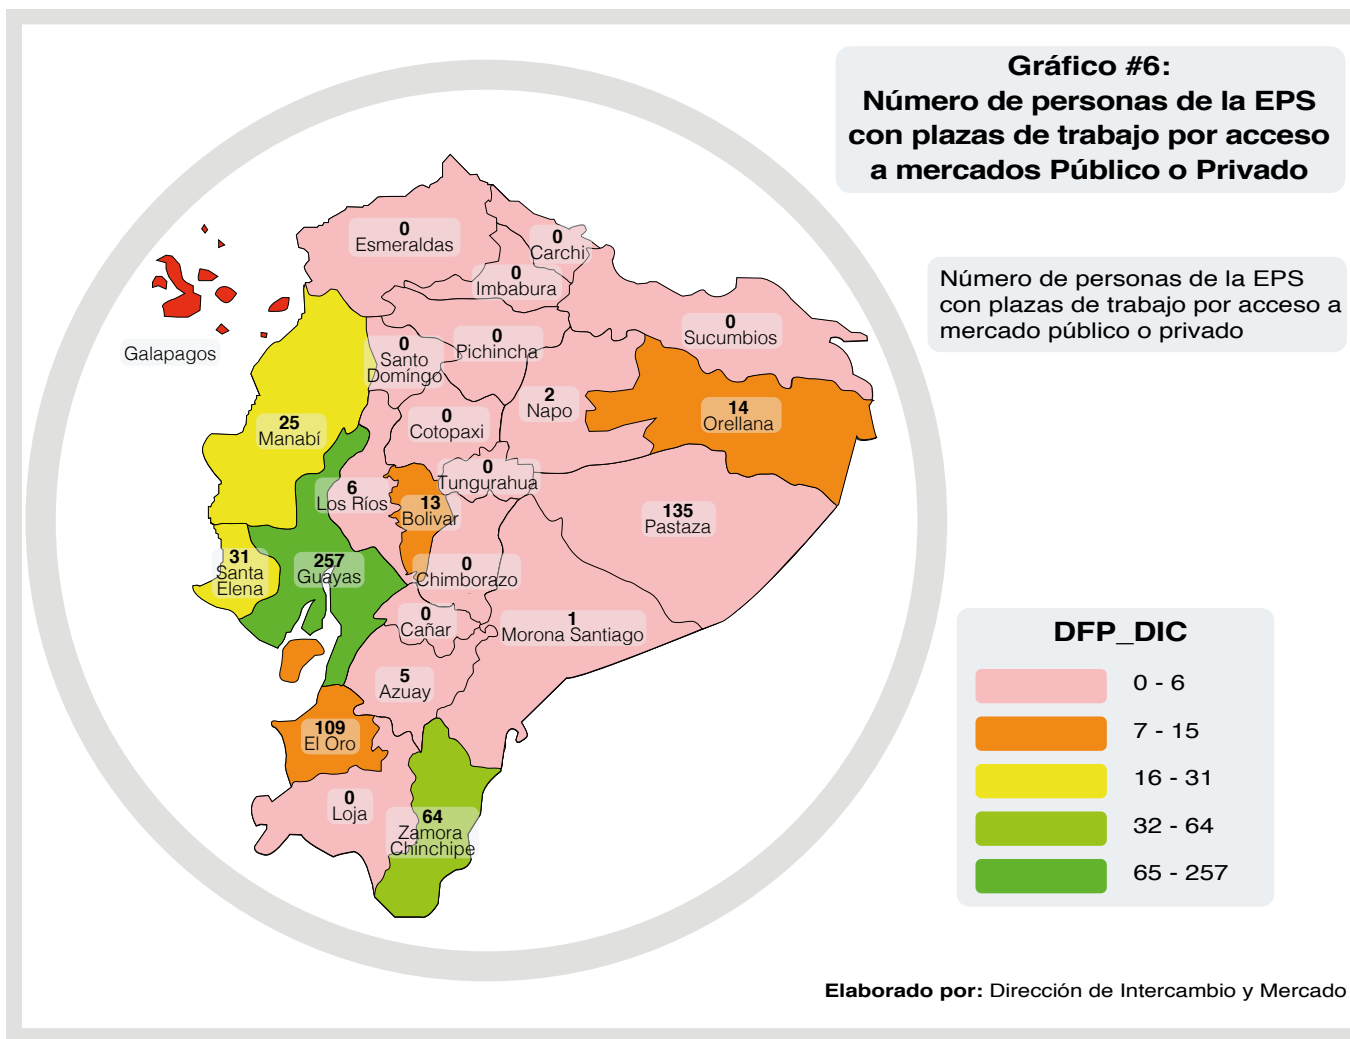 Gráfico #6:
Número de personas de la EPS
con plazas de trabajo por acceso
a mercados Público o Privado
Número de personas de la EPS
con plazas de trabajo por acceso a
mercado público o privado
0
Esmeraldas
0
Carchi
0
Imbabura
0
Sucumbios
0
Pichincha
0
Santo
Domíngo
Galapagos
2
Napo
14
Orellana
25
Manabí
0
Cotopaxi
0
Tungurahua
6
Los Ríos
13
Bolivar
135
Pastaza
31
Santa
Elena
257
Guayas
0
Chimborazo
0
Cañar
1
Morona Santiago
5
Azuay
109
El Oro
0
Loja
64
Zamora
Chinchipe
DFP_DIC
0 - 6
7 - 15
16 - 31
32 - 64
65 - 257
Elaborado por: Dirección de Intercambio y Mercado